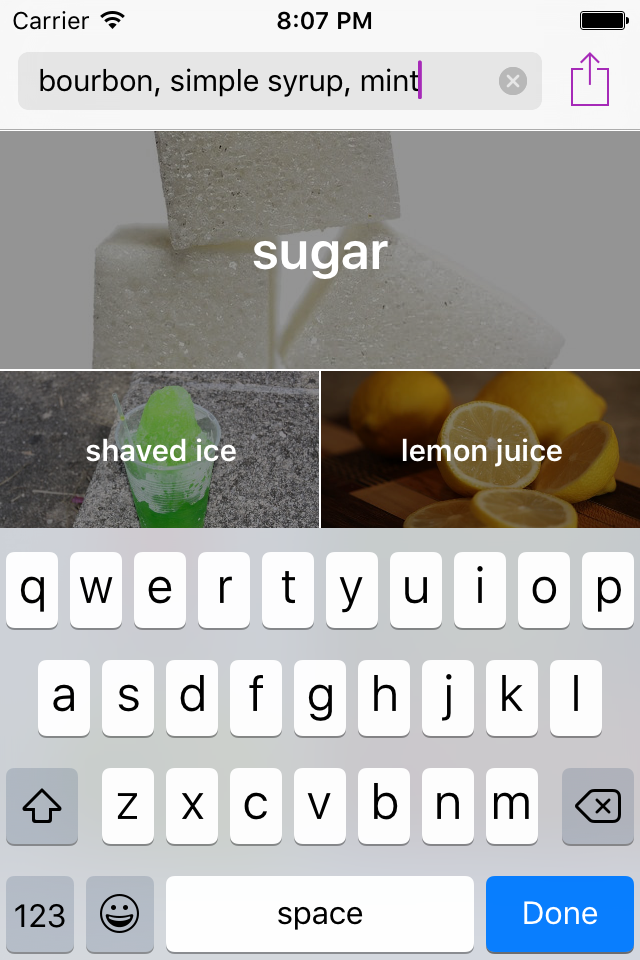 Carrier 8:07 PM
bourbon, simple syrup, mint
sugar
shaved ice
lemon juice
q w e r t y u i o p
a s d f g h j k l
z x c v b n m
123 space Done